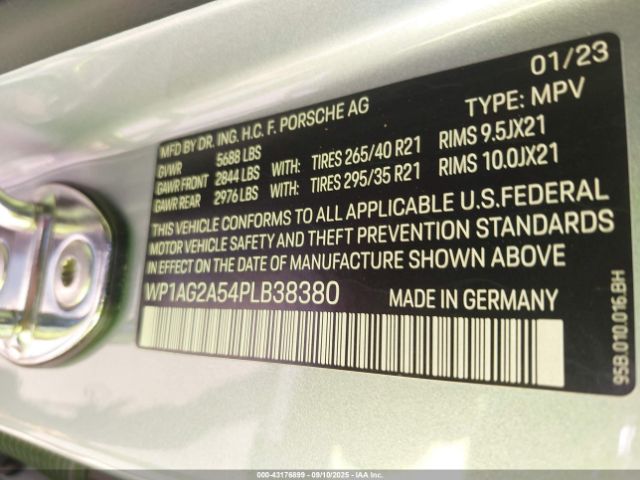 01/23
MFD BY DR. ING. H.C. F. PORSCHE AG TYPE: MPV
GVWR 5688 LBS
GAWR FRONT 2844 LBS WITH: TIRES 265/40 R21 RIMS 9.5JX21
GAWR REAR 2976 LBS WITH: TIRES 295/35 R21 RIMS 10.0JX21
THIS VEHICLE CONFORMS TO ALL APPLICABLE U.S.FEDERAL
MOTOR VEHICLE SAFETY AND THEFT PREVENTION STANDARDS
IN EFFECT ON THE DATE OF MANUFACTURE SHOWN ABOVE
WP1AG2A54PLB38380 MADE IN GERMANY
95B.010.016.BH
000-43176899 - 09/10/2025 - IAA Inc.